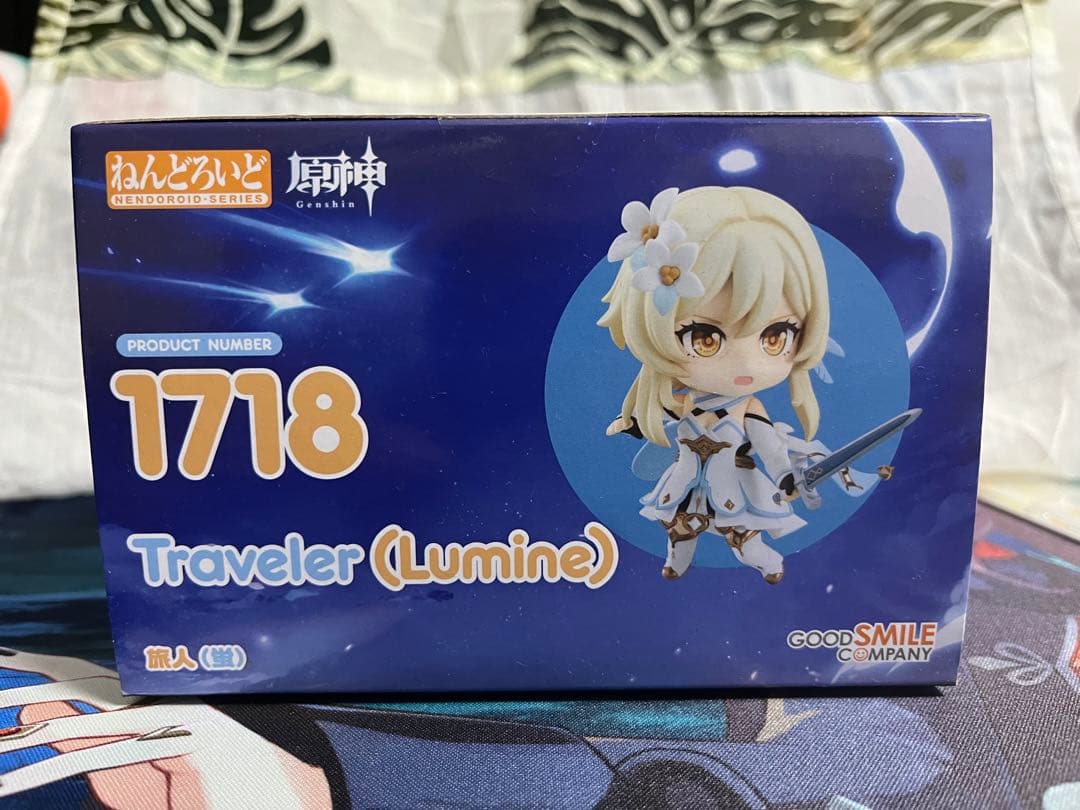 ねんどろいど
NENDOROID・SERIES
原神
Genshin
PRODUCT NUMBER
1718
Traveler (Lumine)
旅人 (蛍)
GOOD SMILE
COMPANY